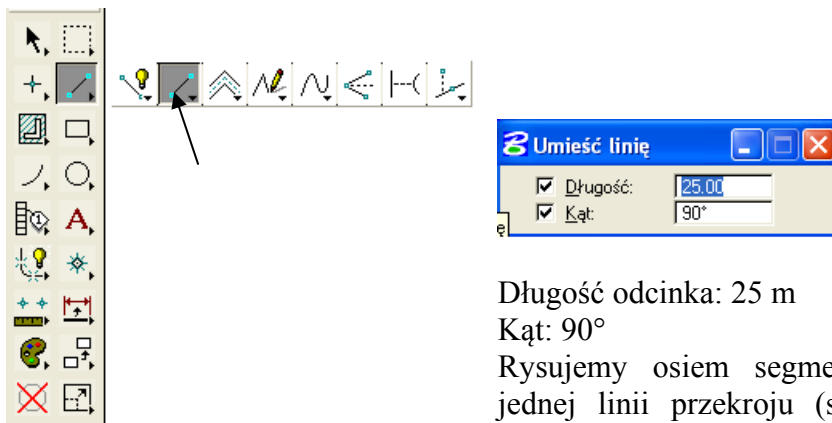 Umieść linię
Długość: 25.00
Kąt: 90°
ę
Długość odcinka: 25 m
Kąt: 90°
Rysujemy osiem segme
jednej linii przekroju (s